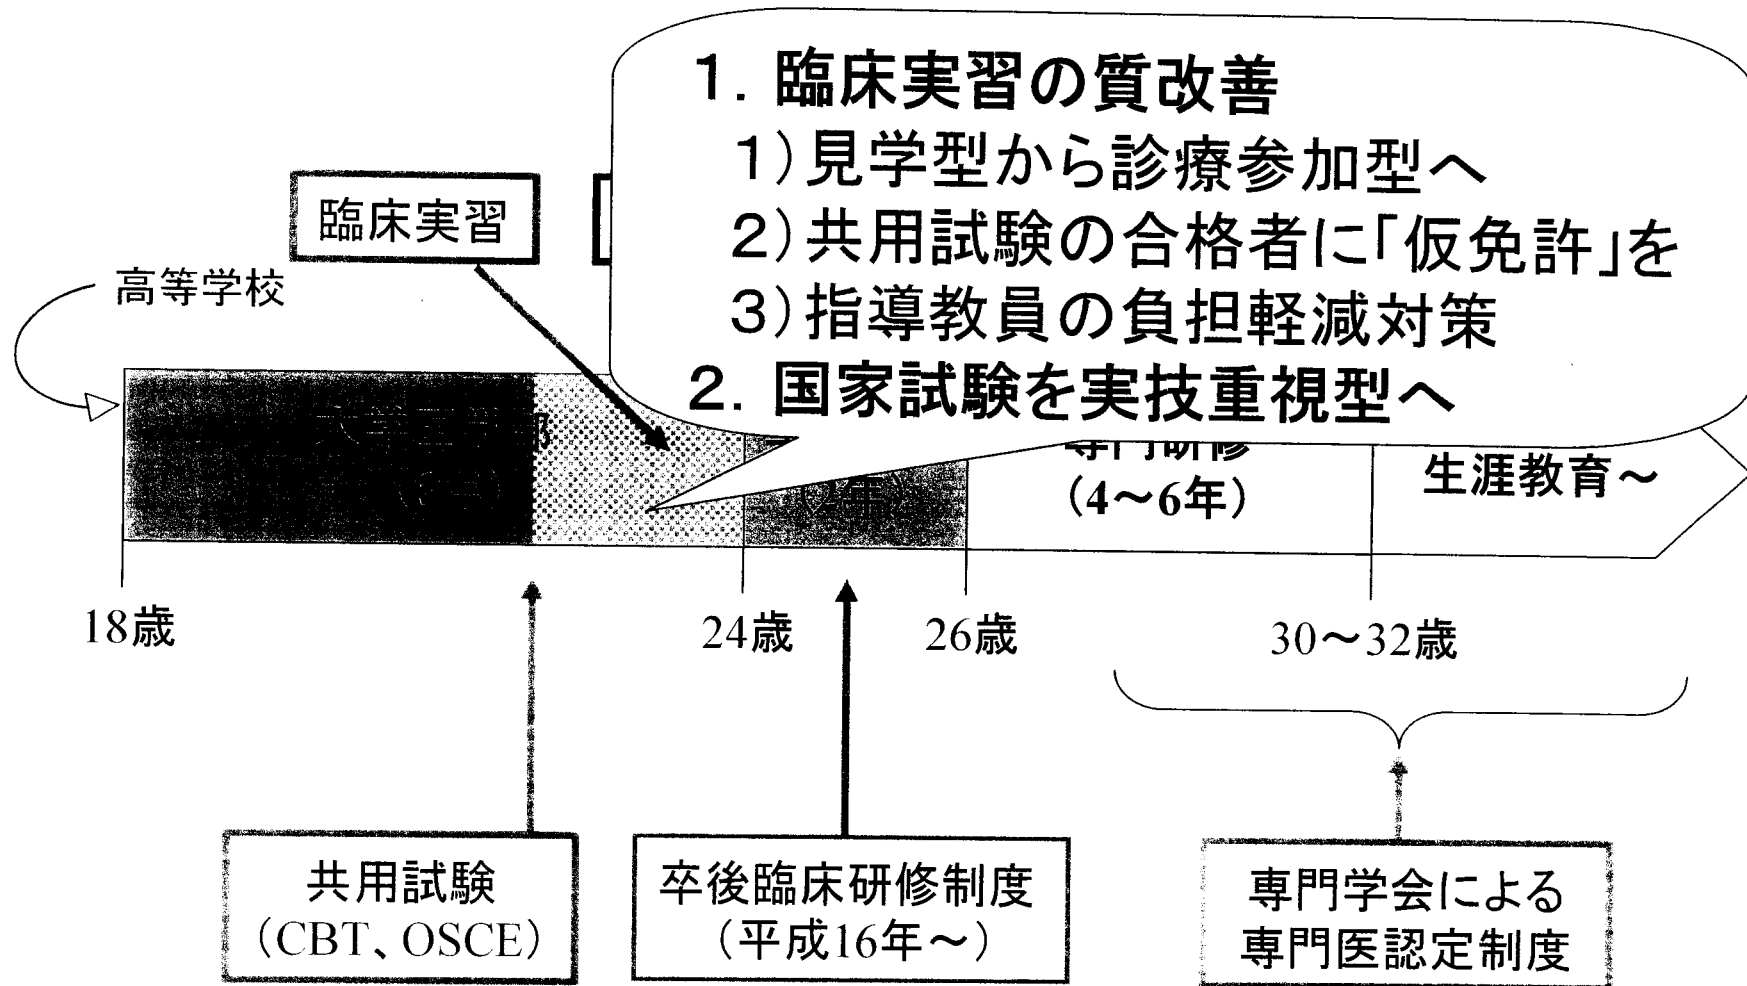 1. 臨床実習の質改善
1)見学型から診療参加型へ
2)共用試験の合格者に「仮免許」を
3)指導教員の負担軽減対策
2. 国家試験を実技重視型へ
臨床実習
高等学校
(2年)
専門研修
(4～6年)
生涯教育～
18歳
24歳
26歳
30～32歳
共用試験
(CBT、OSCE)
卒後臨床研修制度
(平成16年～)
専門学会による
専門医認定制度